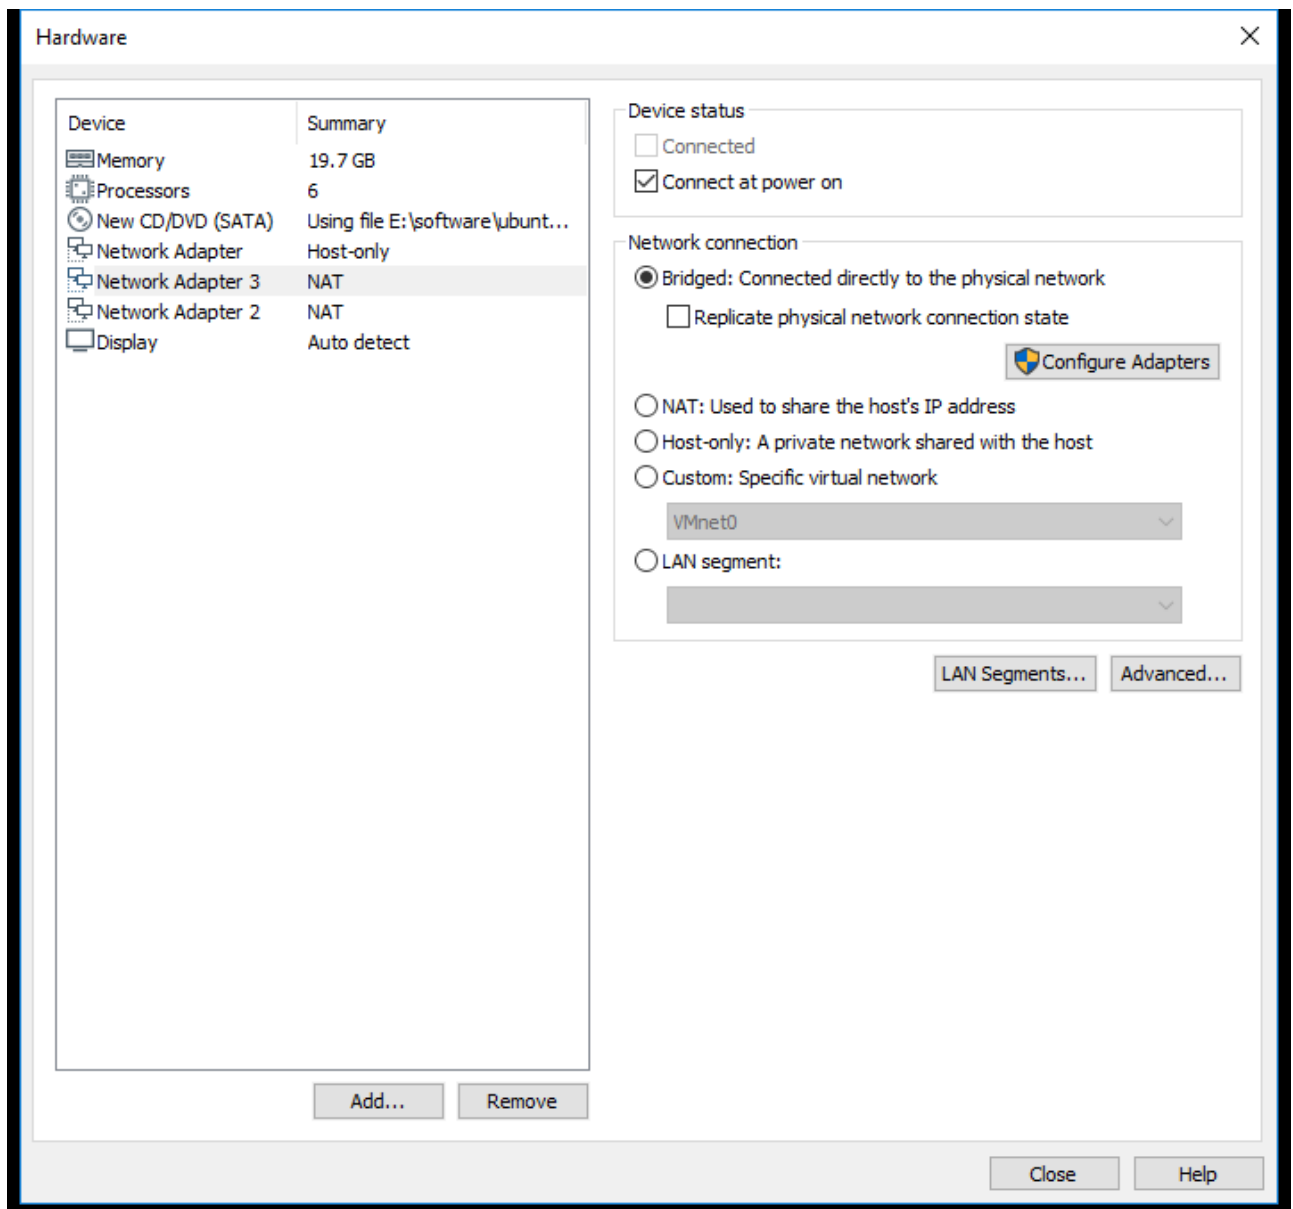 Hardware
Device Summary
Memory 19.7 GB
Processors 6
New CD/DVD (SATA) Using file E:\software\ubunt...
Network Adapter Host-only
Network Adapter 3 NAT
Network Adapter 2 NAT
Display Auto detect
Add... Remove
Device status
Connected
Connect at power on
Network connection
Bridged: Connected directly to the physical network
Replicate physical network connection state
Configure Adapters
NAT: Used to share the host's IP address
Host-only: A private network shared with the host
Custom: Specific virtual network
VMnet0
LAN segment:
LAN Segments... Advanced...
Close Help